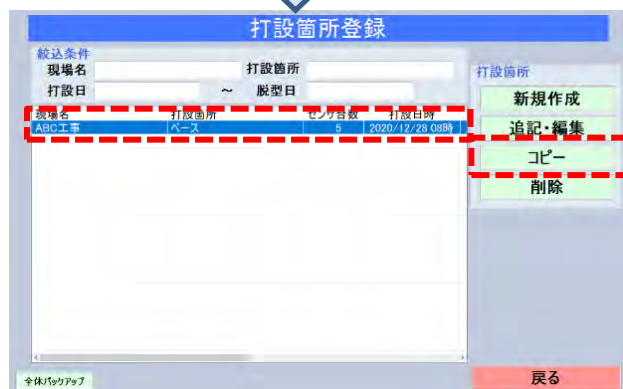 打設箇所登録
絞込条件
現場名
打設箇所
打設日
～
脱型日
現場名 打設箇所 センサ台数 打設日時
ABC工事 ベース 5 2020/12/28 08時
打設箇所
新規作成
追記・編集
コピー
削除
全体バックアップ
戻る